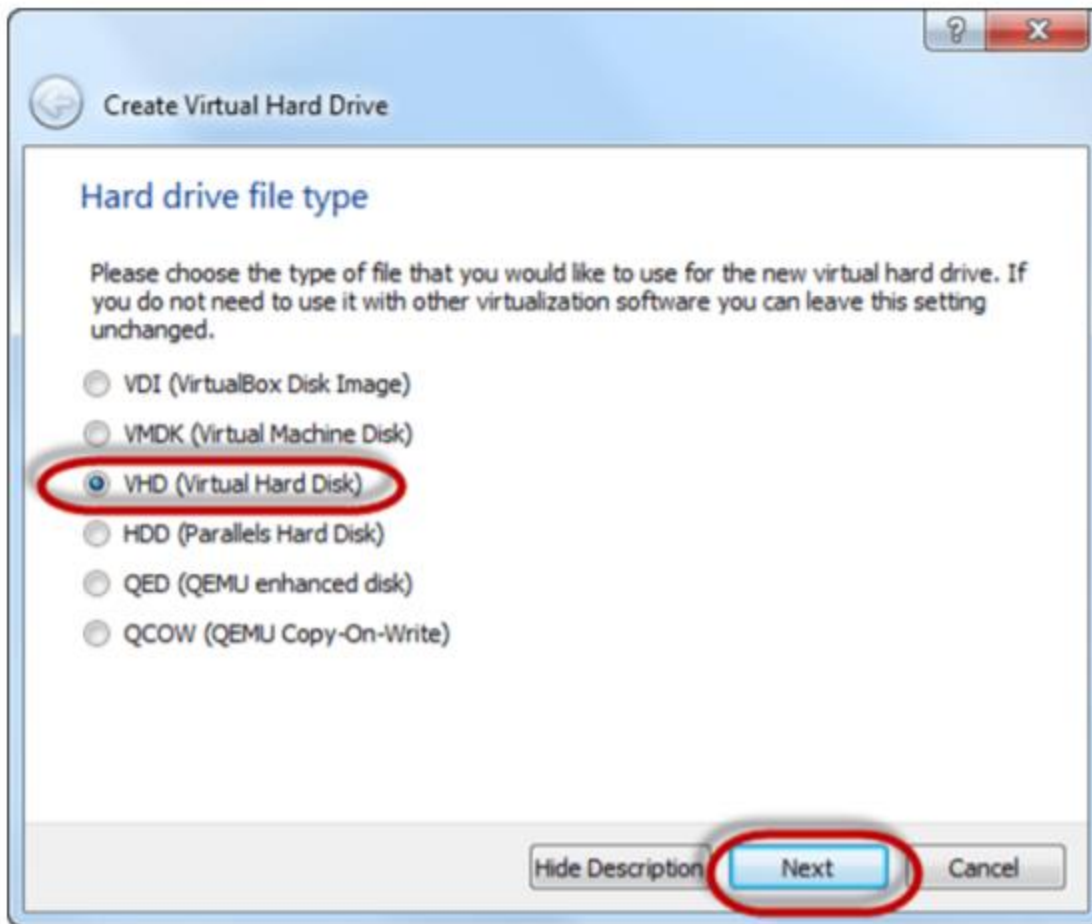 ?
Create Virtual Hard Drive
Hard drive file type
Please choose the type of file that you would like to use for the new virtual hard drive. If
you do not need to use it with other virtualization software you can leave this setting
unchanged.
VDI (VirtualBox Disk Image)
VMDK (Virtual Machine Disk)
VHD (Virtual Hard Disk)
HDD (Parallels Hard Disk)
QED (QEMU enhanced disk)
QCOW (QEMU Copy-On-Write)
Hide Description Next Cancel